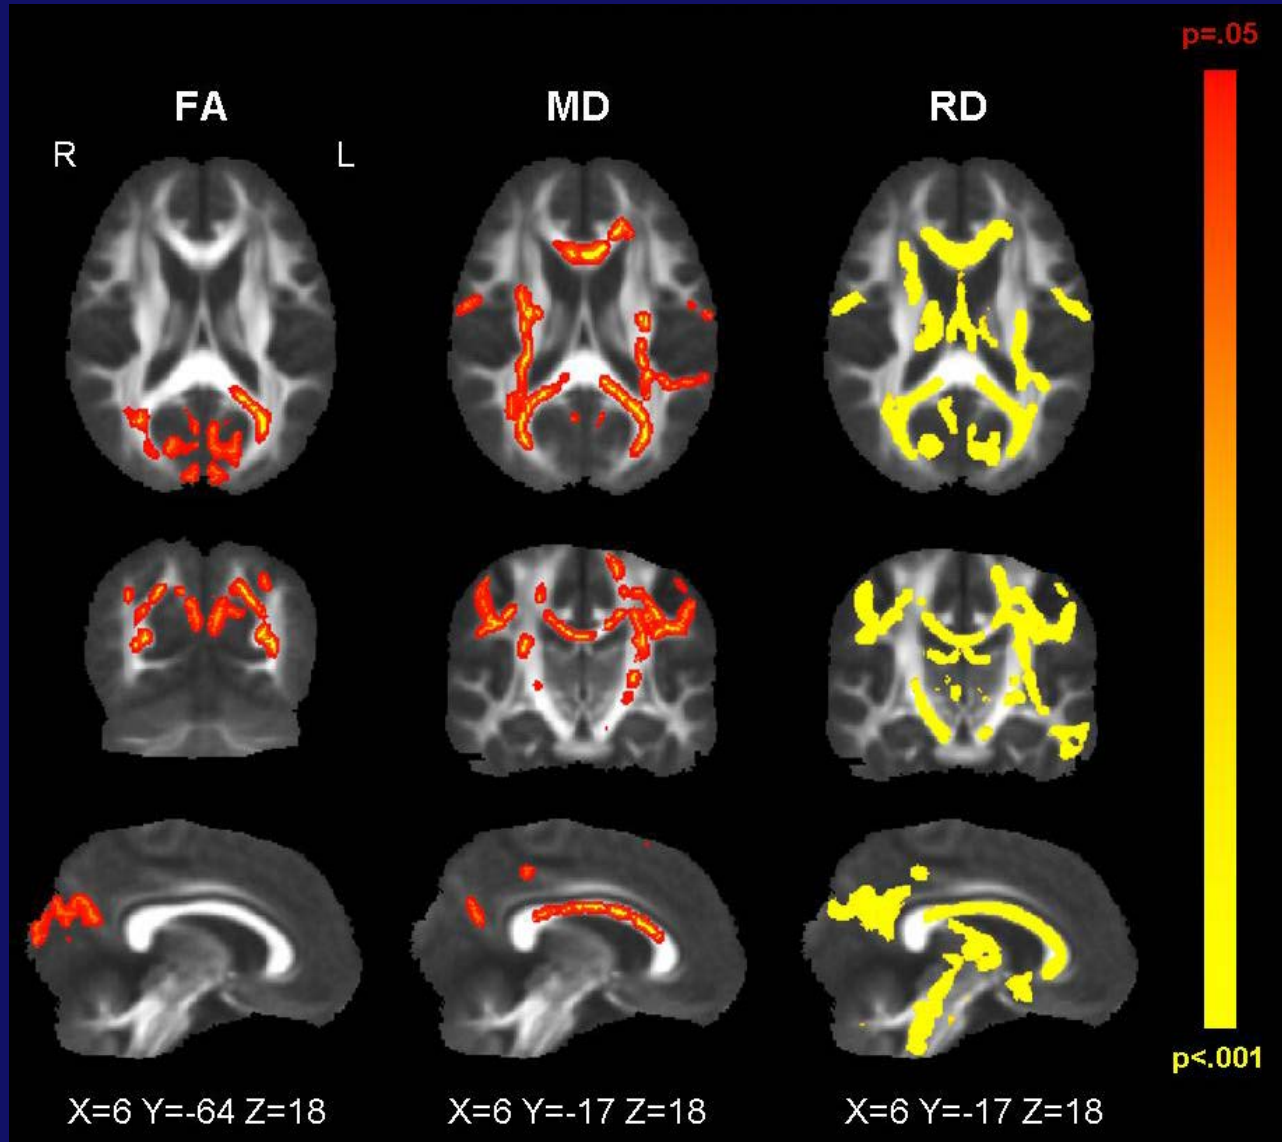 p=.05
FA MD RD
R L
p<.001
X=6 Y=-64 Z=18 X=6 Y=-17 Z=18 X=6 Y=-17 Z=18